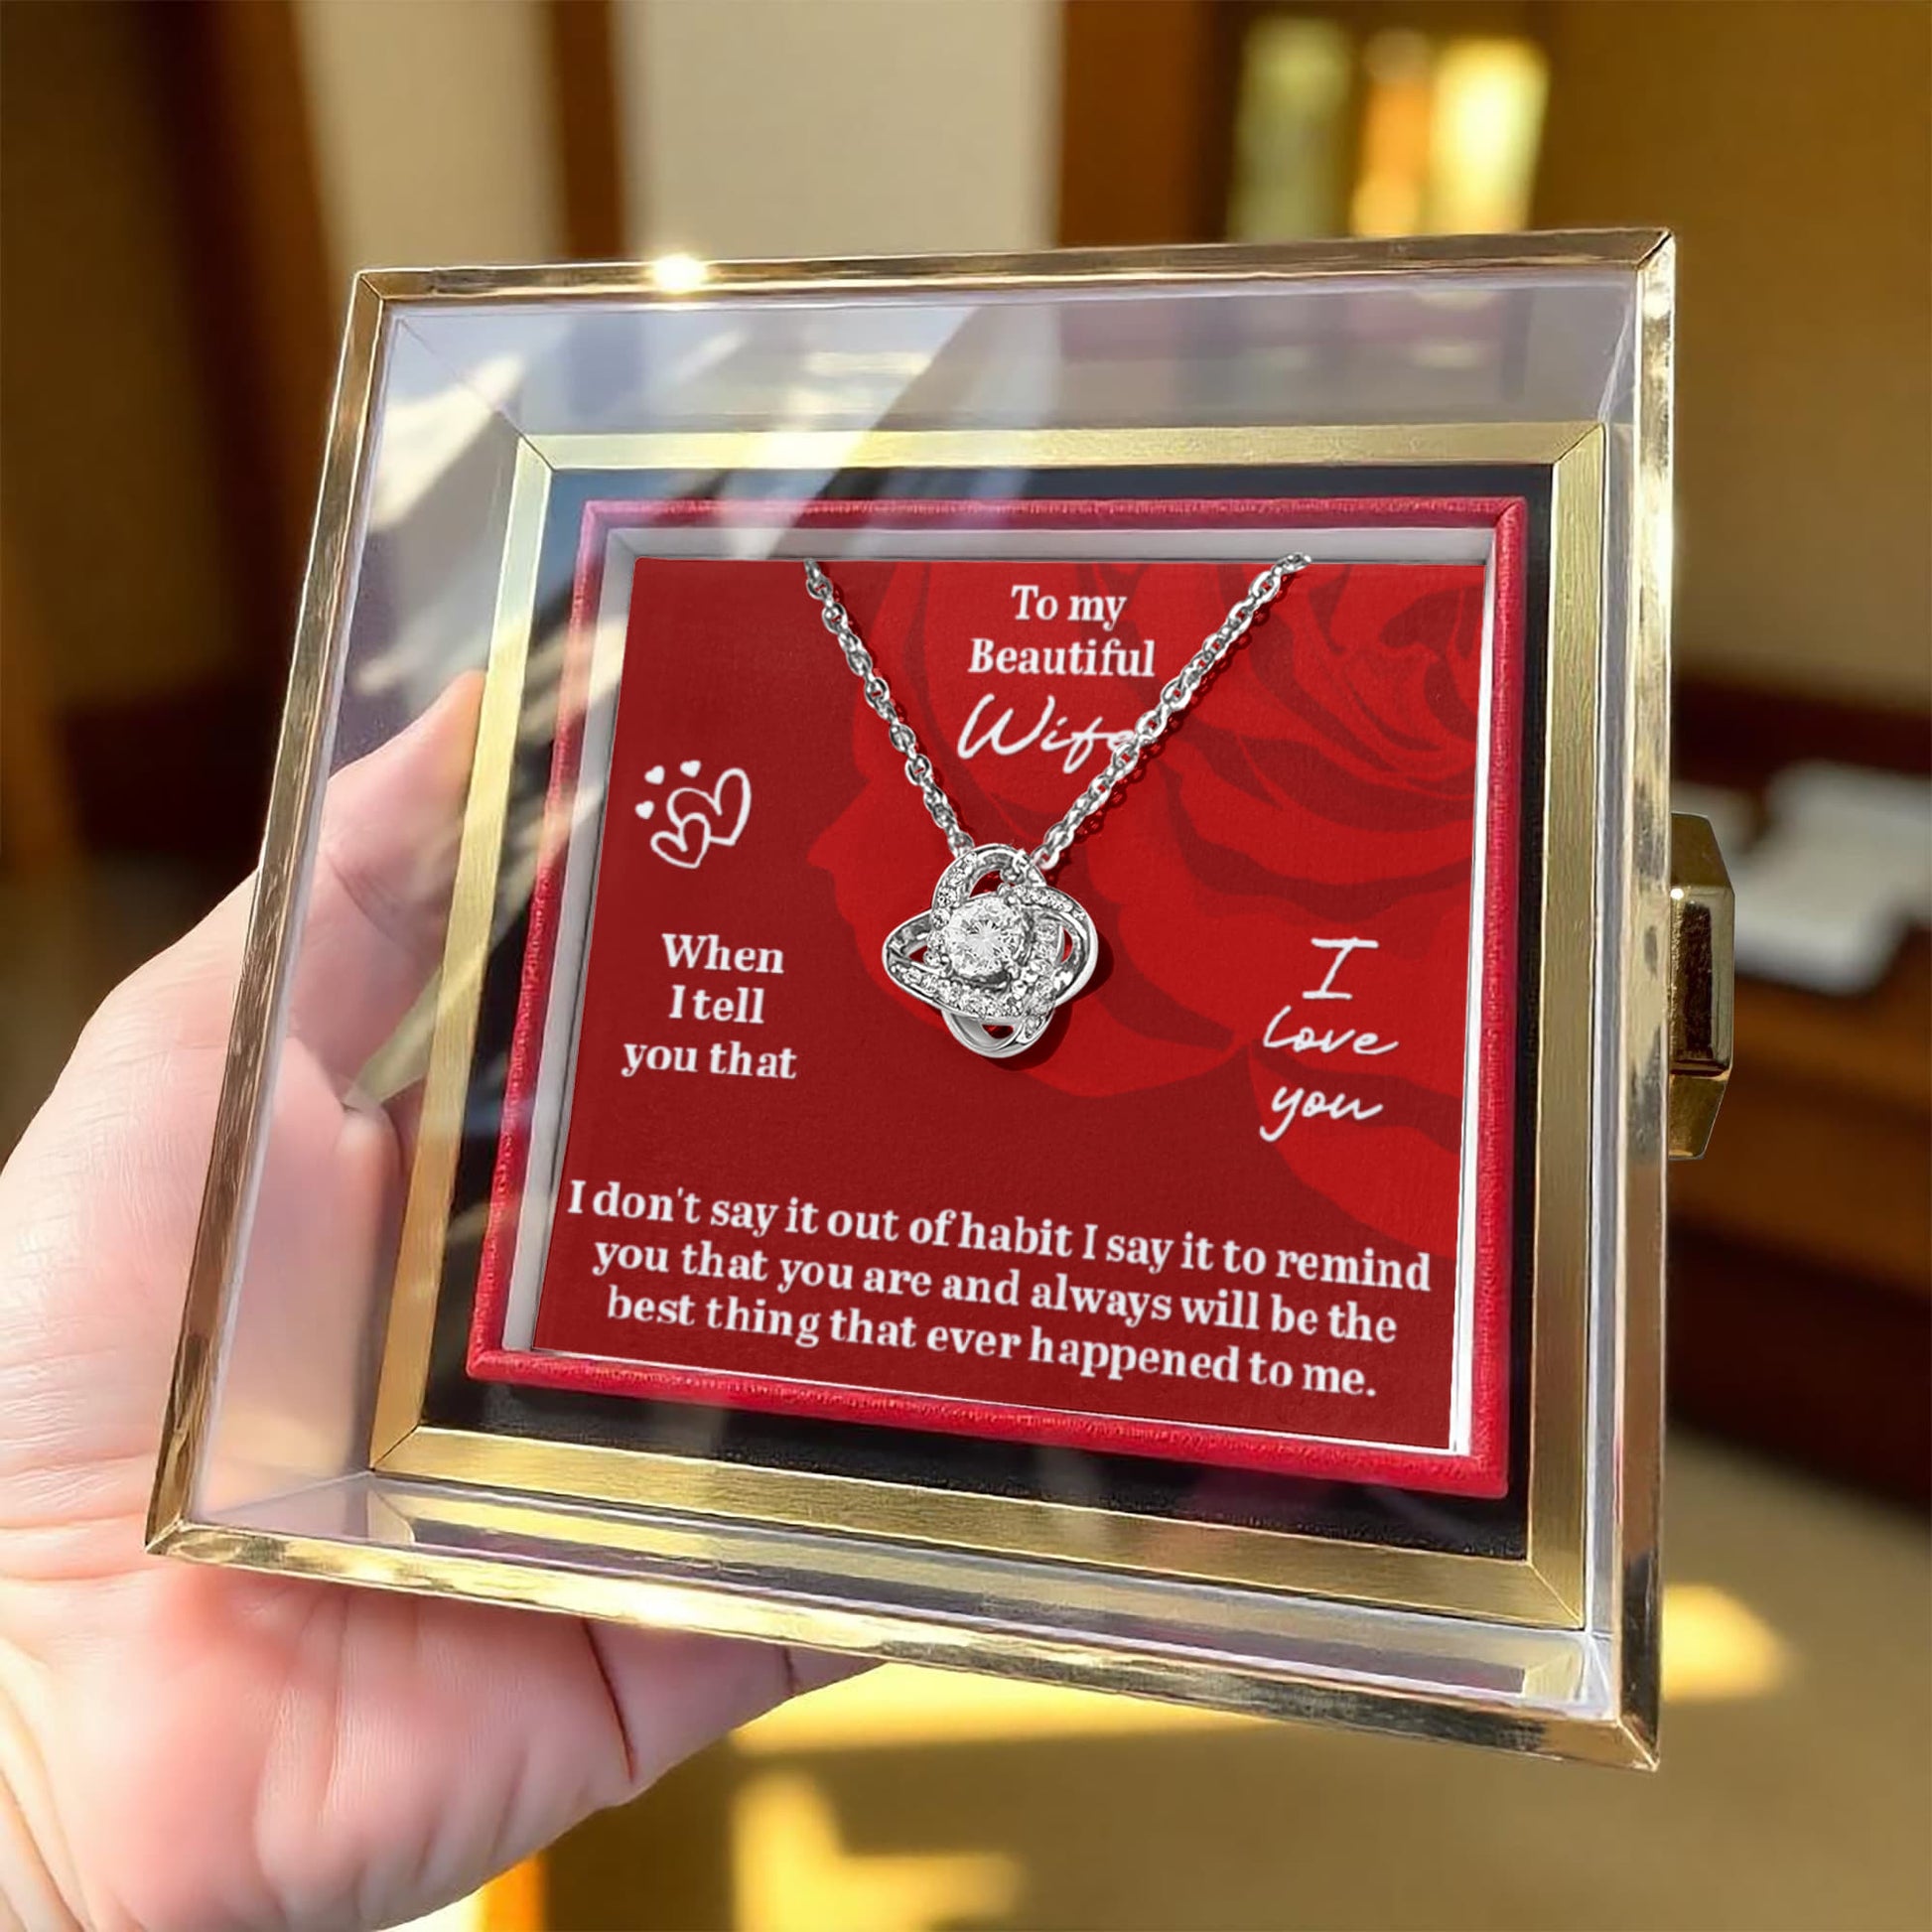 To my
Beautiful
Wife
When
I tell
you that
I
love
you
I don't say it out of habit I say it to remind
you that you are and always will be the
best thing that ever happened to me.